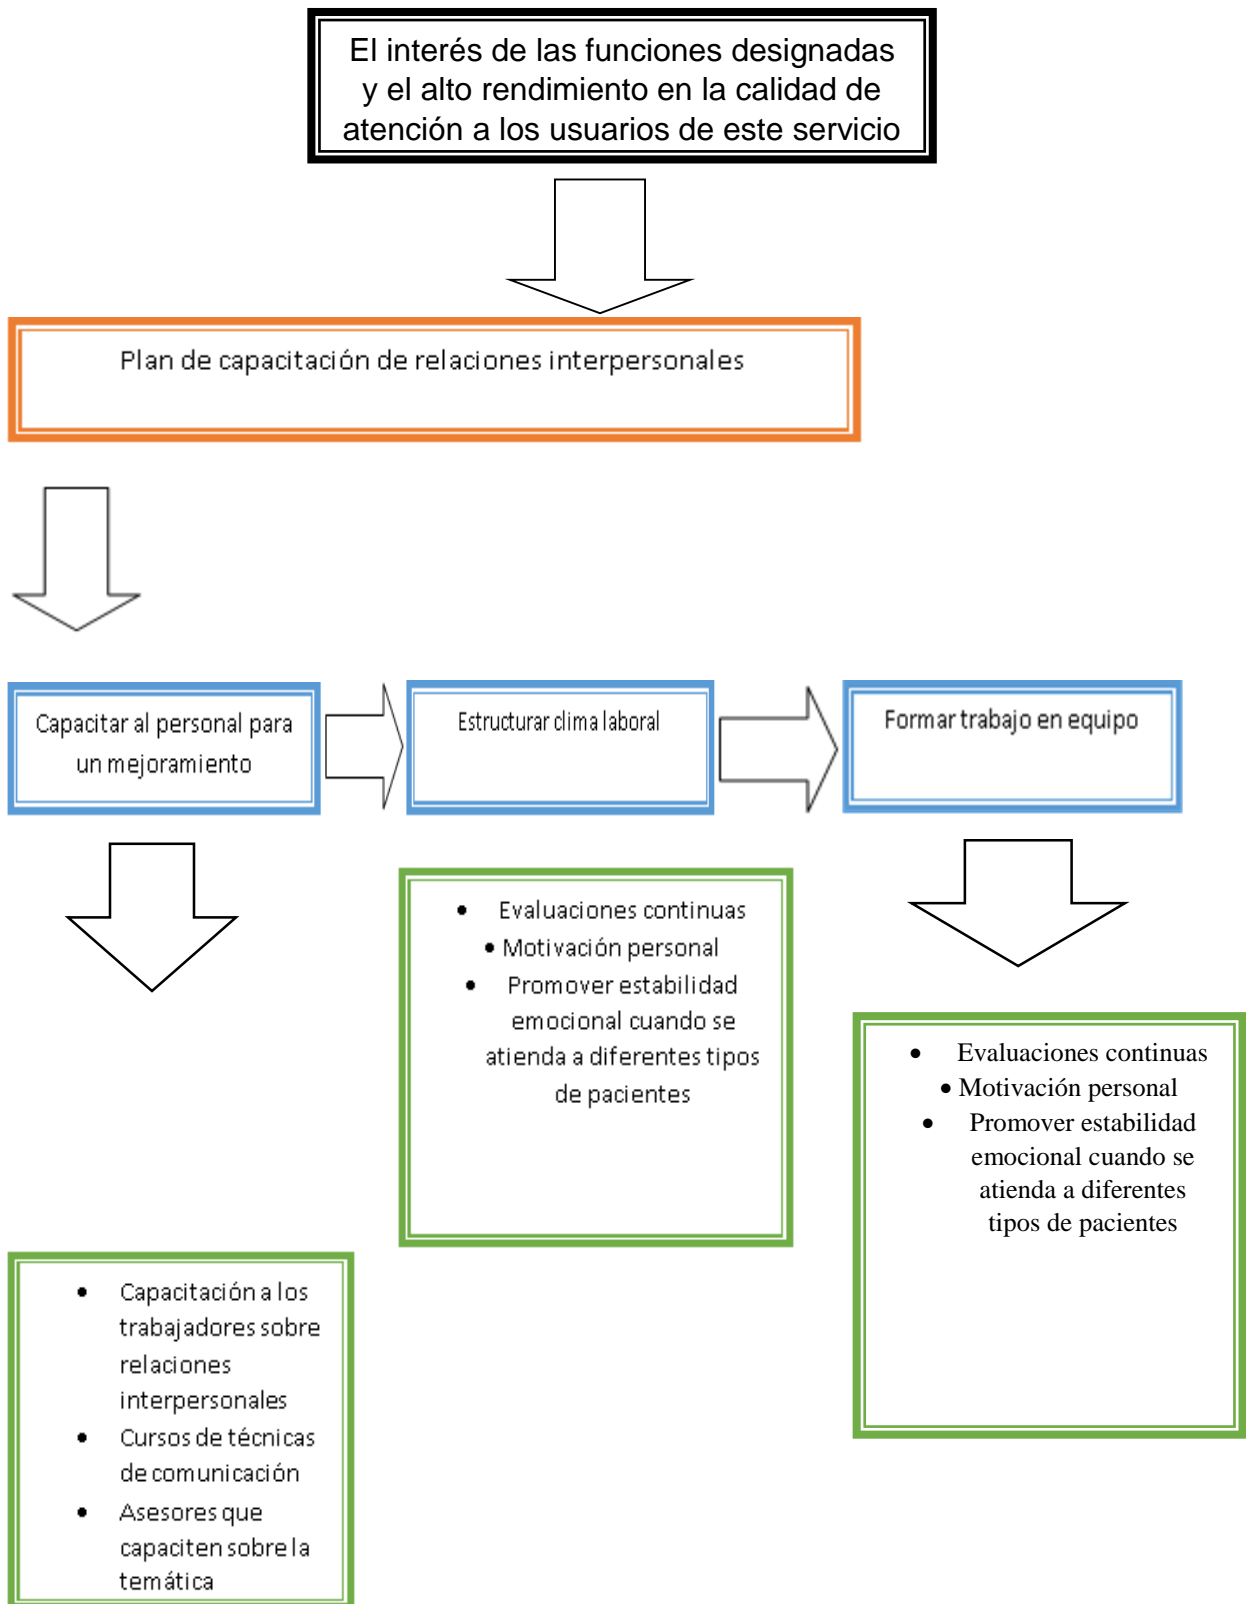 El interés de las funciones designadas
y el alto rendimiento en la calidad de
atención a los usuarios de este servicio
Plan de capacitación de relaciones interpersonales
Capacitar al personal para
un mejoramiento
Estructurar clima laboral
Formar trabajo en equipo
• Evaluaciones continuas
• Motivación personal
• Promover estabilidad
emocional cuando se
atienda a diferentes tipos
de pacientes
• Evaluaciones continuas
• Motivación personal
• Promover estabilidad
emocional cuando se
atienda a diferentes
tipos de pacientes
• Capacitación a los
trabajadores sobre
relaciones
interpersonales
• Cursos de técnicas
de comunicación
• Asesores que
capaciten sobre la
temática